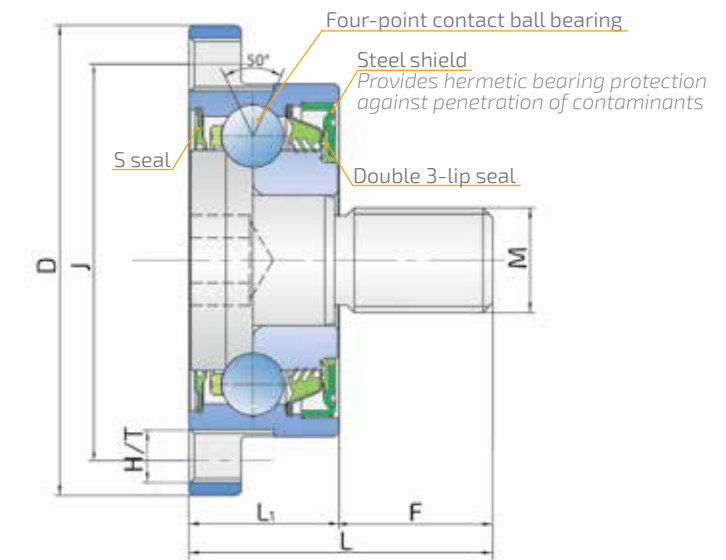 Four-point contact ball bearing
50°
Steel shield
Provides hermetic bearing protection
against penetration of contaminants
S seal
Double 3-lip seal
D
J
M
H/T
L₁
F
L